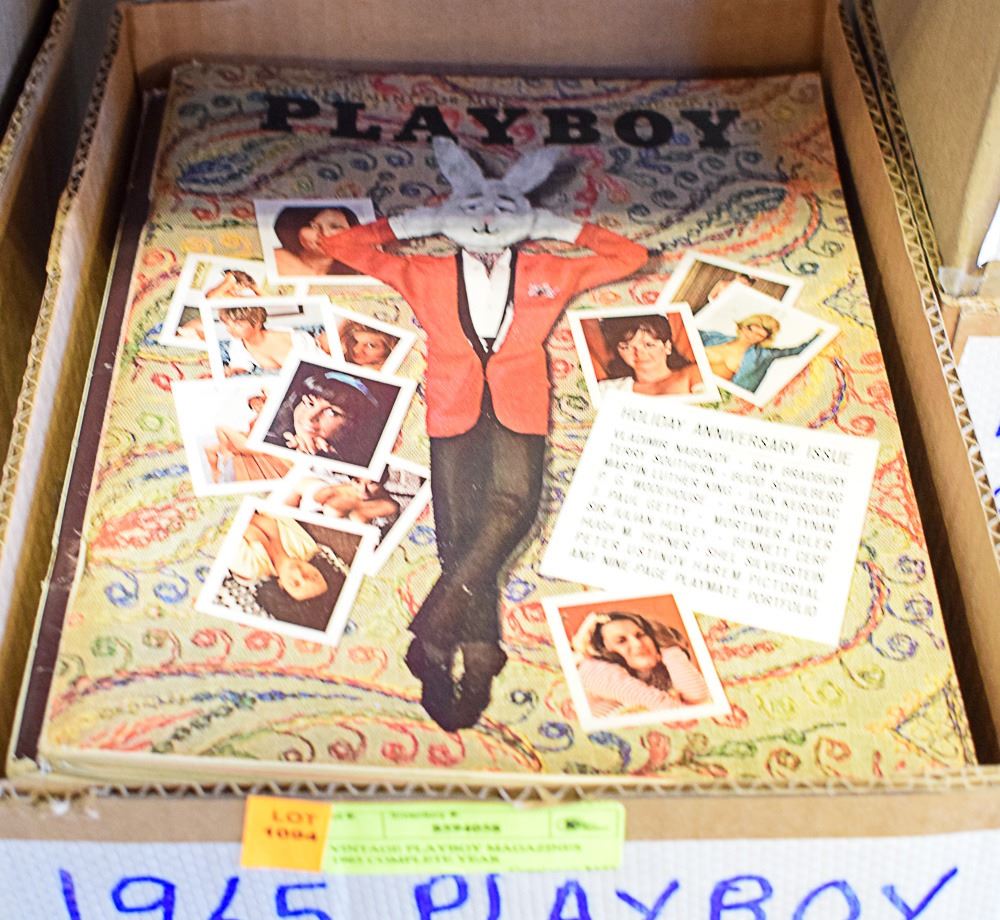 PLAYBOY
HOLIDAY ANNIVERSARY ISSUE
VLADIMIR NABOKOV · RAY BRADBURY
TERRY SOUTHERN · BUDD SCHULBERG
MARTIN LUTHER KING · JACK KEROUAC
P. G. WODEHOUSE · KENNETH TYNAN
J. PAUL GETTY · MORTIMER ADLER
SIR JULIAN HUXLEY · BENNETT CERF
HUGH M. HEFNER · SHEL SILVERSTEIN
PETER USTINOV HAREM PICTORIAL
AND NINE-PAGE PLAYMATE PORTFOLIO
LOT
1094
VINTAGE PLAYBOY MAGAZINES
1965 COMPLETE YEAR
1965 PLAYBOY